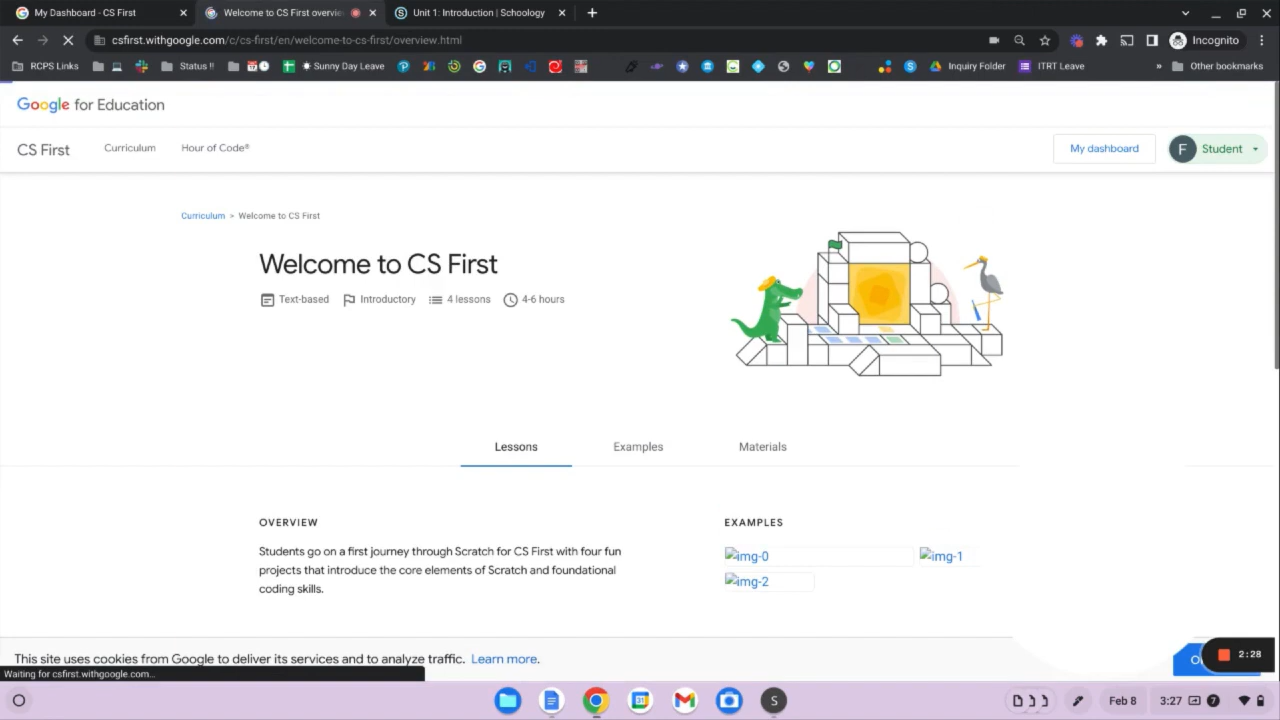 My Dashboard - CS First
Welcome to CS First overvie
Unit 1: Introduction | Schoology
csfirst.withgoogle.com/c/cs-first/en/welcome-to-cs-first/overview.html
Incognito
RCPS Links
Status !!
Sunny Day Leave
Inquiry Folder
ITRT Leave
» Other bookmarks
Google for Education
CS First
Curriculum
Hour of Code®
My dashboard
F Student
Curriculum > Welcome to CS First
Welcome to CS First
Text-based Introductory 4 lessons 4-6 hours
Lessons Examples Materials
OVERVIEW
Students go on a first journey through Scratch for CS First with four fun
projects that introduce the core elements of Scratch and foundational
coding skills.
EXAMPLES
img-0 img-1
img-2
This site uses cookies from Google to deliver its services and to analyze traffic. Learn more.
2:28
Waiting for csfirst.withgoogle.com...
S
Feb 8
3:27
7